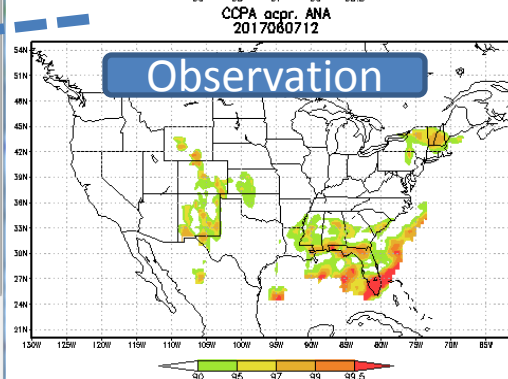 CCPA acpr. ANA
2017060712
Observation
54N
51N
48N
45N
42N
39N
36N
33N
30N
27N
24N
21N
130W 125W 120W 115W 110W 105W 100W 95W 90W 85W 80W 75W 70W 65W
90 95 97 99 99.5